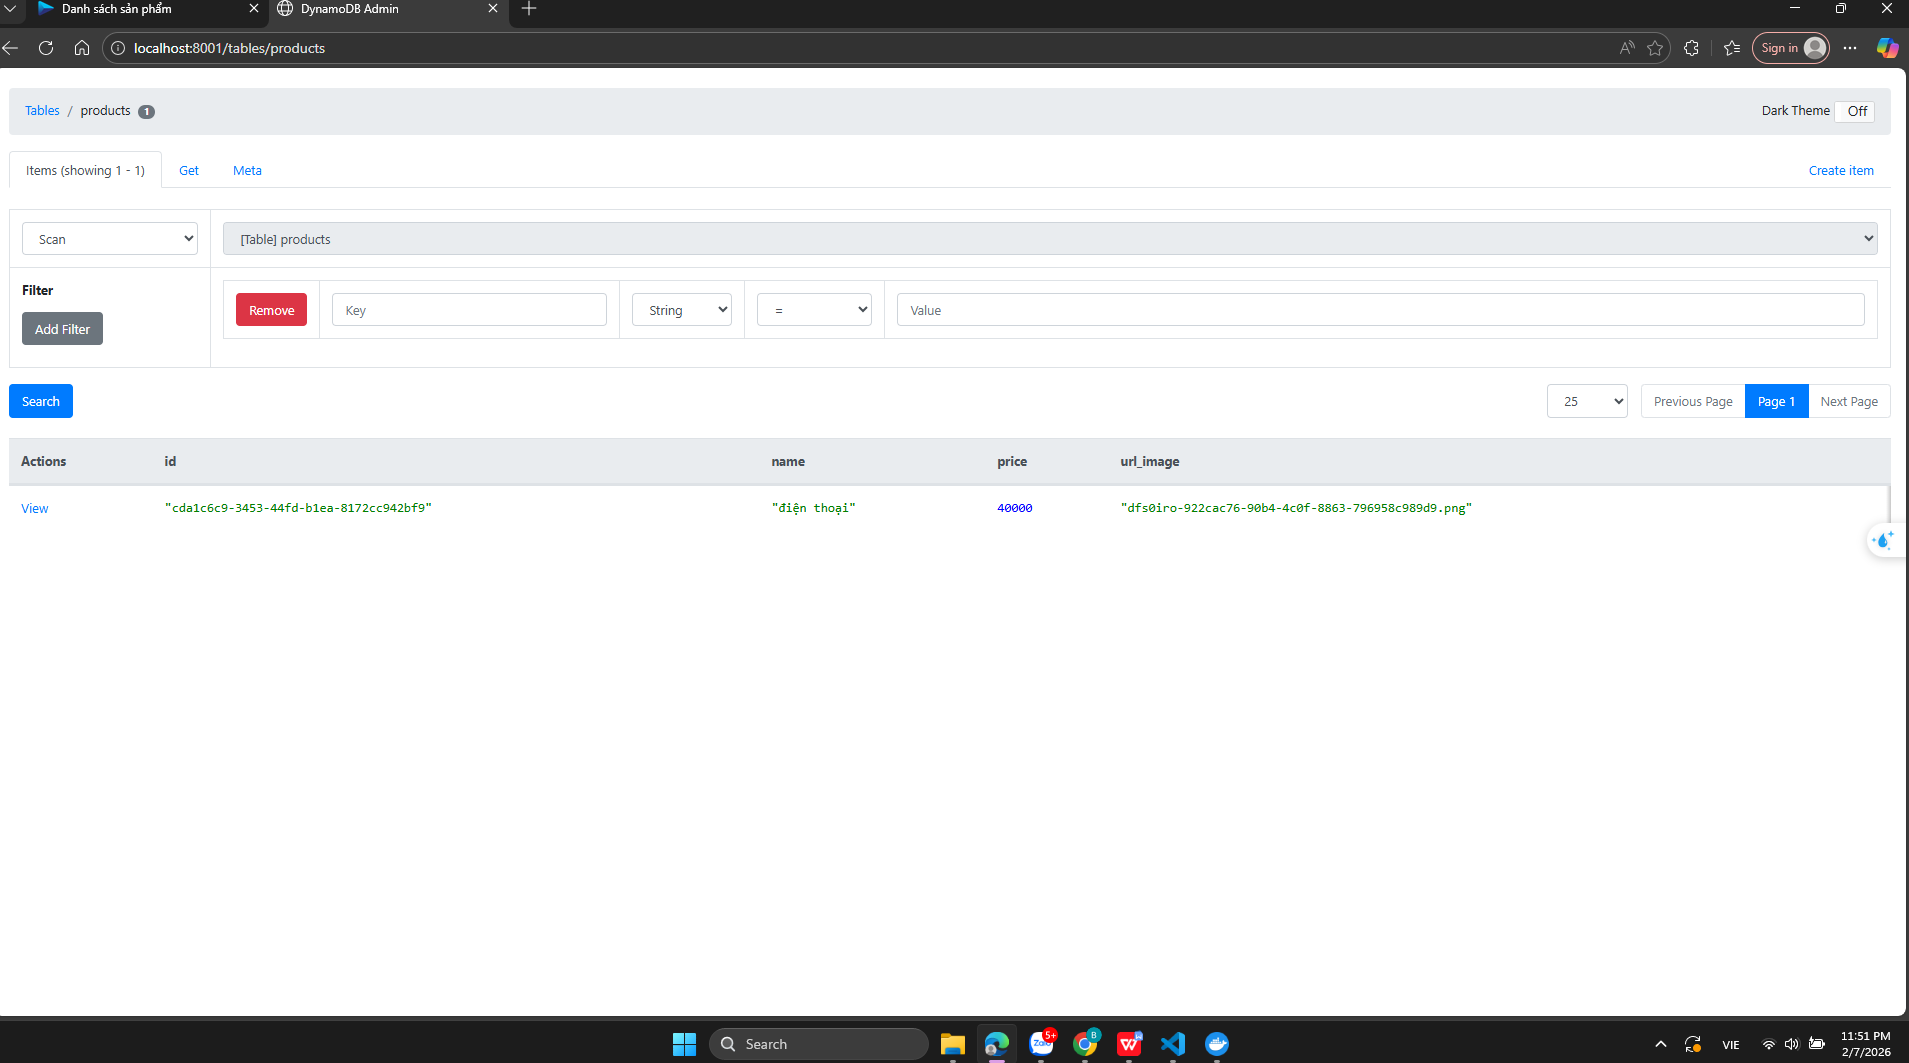 Danh sách sản phẩm
DynamoDB Admin
localhost:8001/tables/products
Sign in
Tables / products 1
Dark Theme Off
Items (showing 1 - 1) Get Meta Create item
Scan [Table] products
Filter
Add Filter
Remove Key String = Value
Search 25 Previous Page Page 1 Next Page
Actions id name price url_image
View "cda1c6c9-3453-44fd-b1ea-8172cc942bf9" "điện thoại" 40000 "dfs0iro-922cac76-90b4-4c0f-8863-796958c989d9.png"
Search
Zalo
5+
B
W
VIE
11:51 PM
2/7/2026